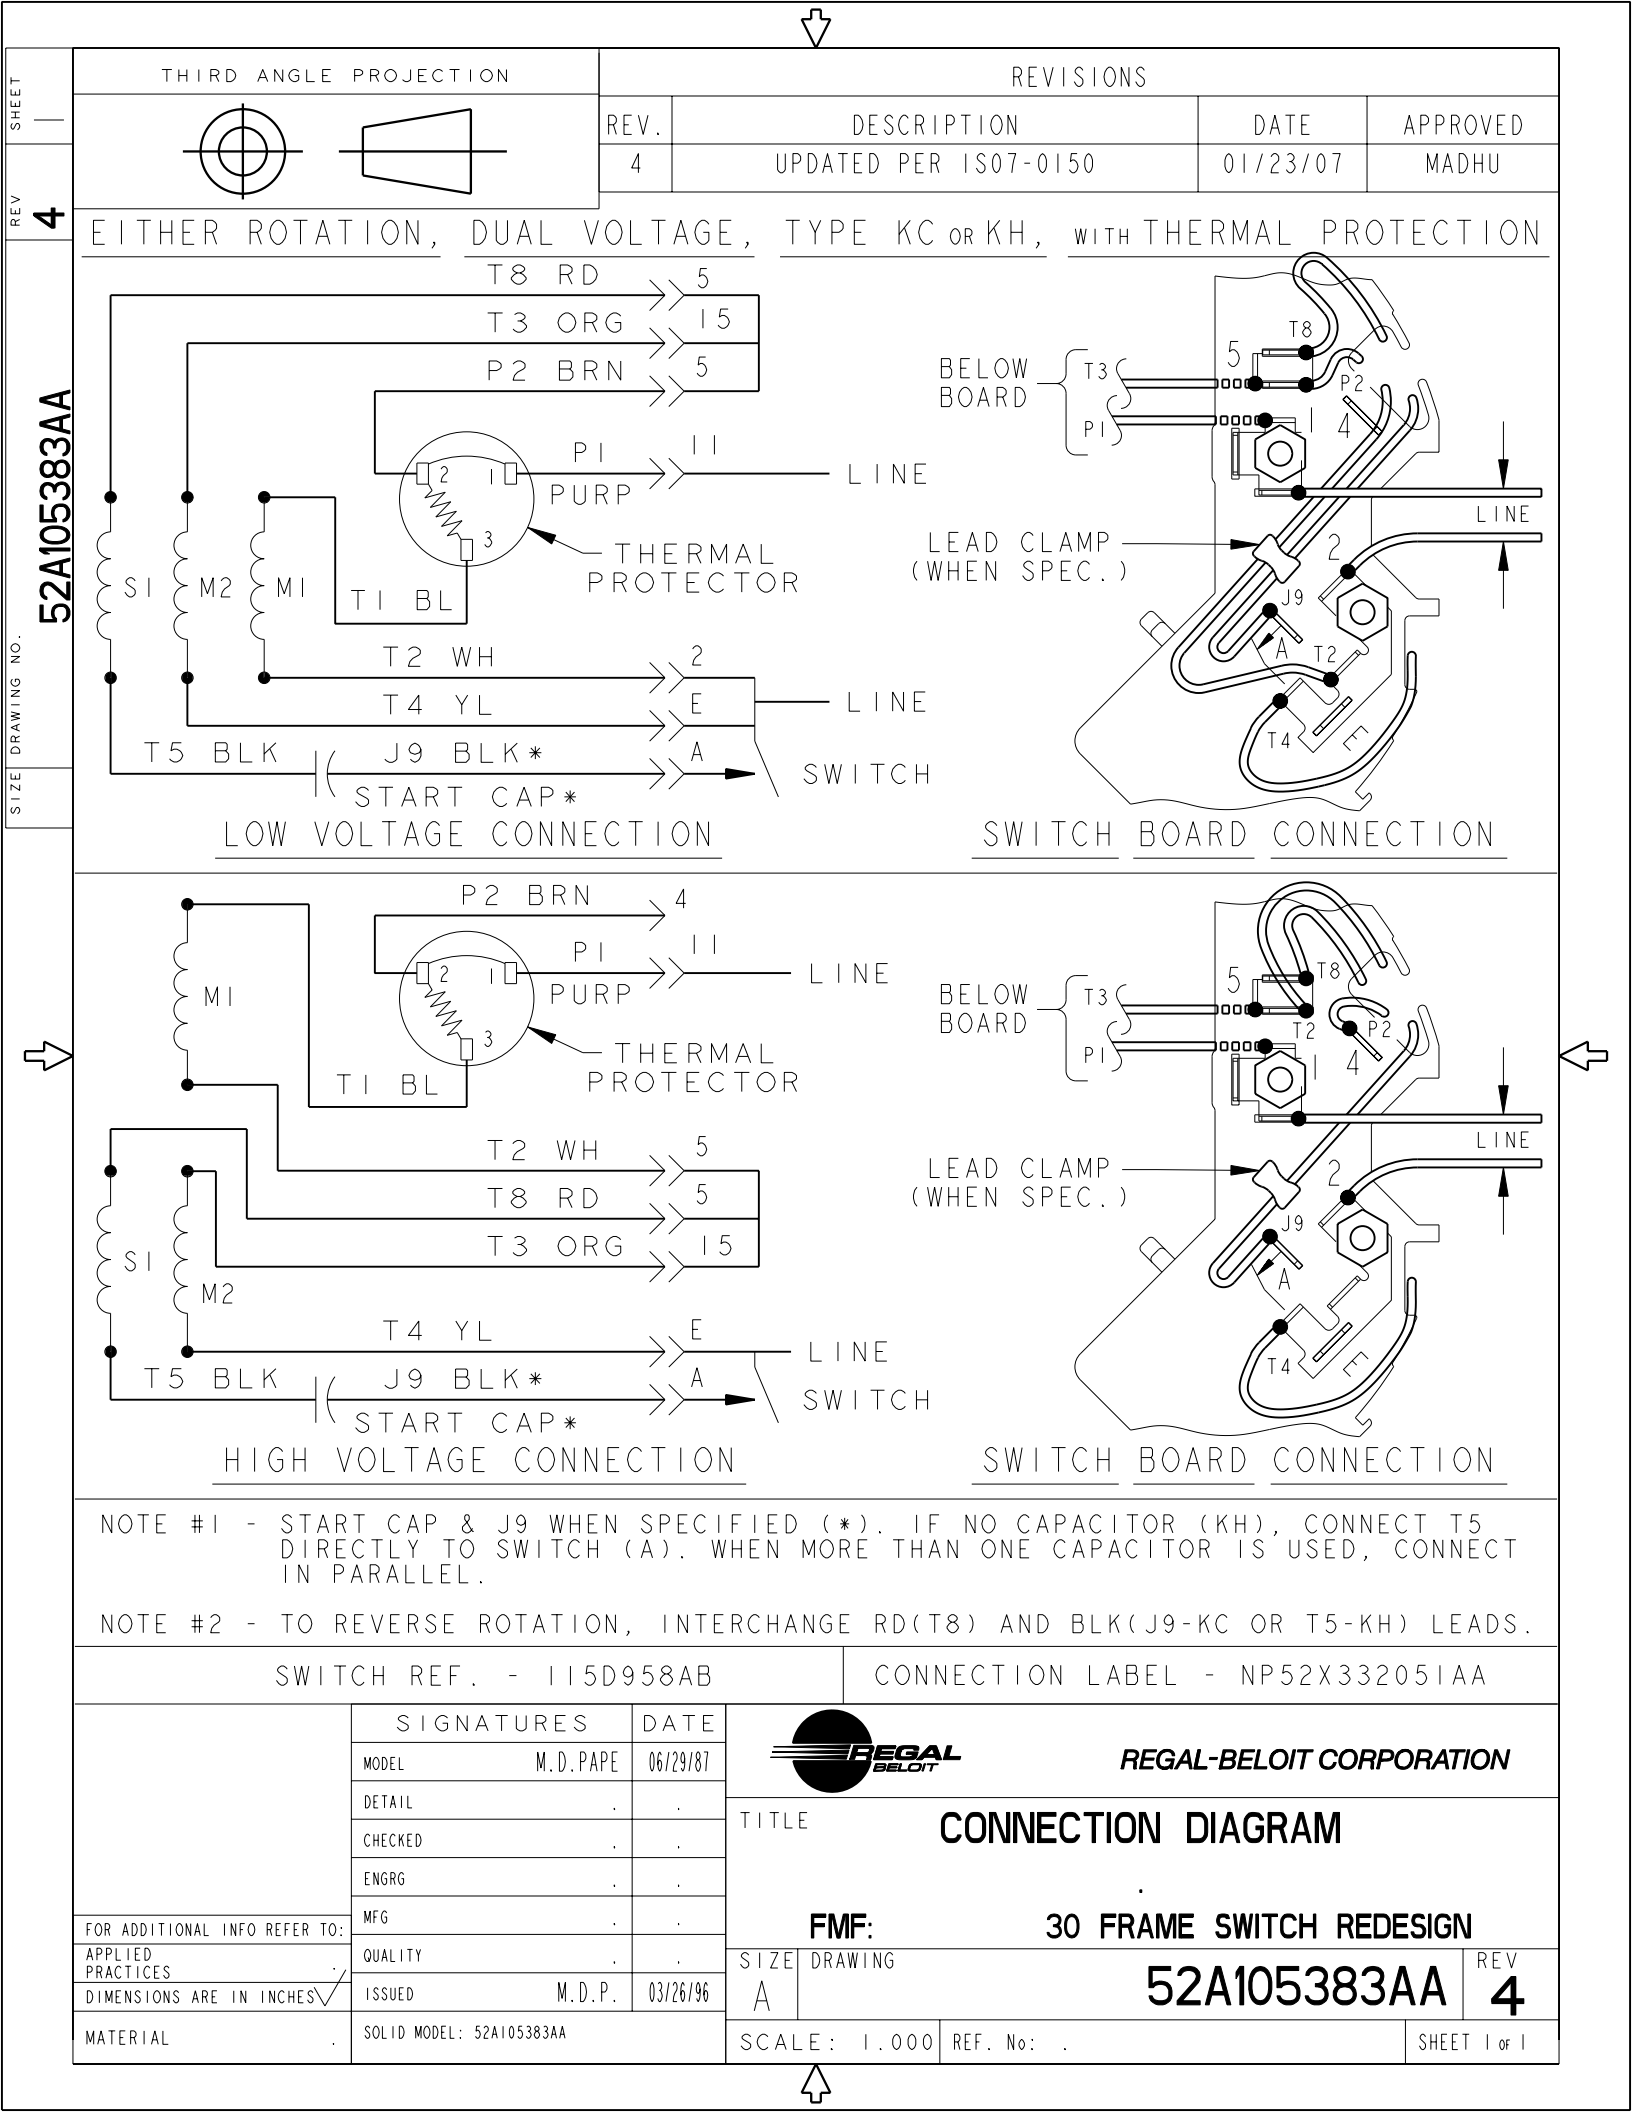 THIRD ANGLE PROJECTION
REVISIONS
REV.
DESCRIPTION
DATE
APPROVED
4
UPDATED PER IS07-0150
01/23/07
MADHU
SHEET
REV
4
52A105383AA
DRAWING NO.
SIZE
EITHER ROTATION, DUAL VOLTAGE, TYPE KC OR KH, WITH THERMAL PROTECTION
T8 RD
5
T3 ORG
15
P2 BRN
5
P1
11
PURP
LINE
2
1
3
THERMAL
PROTECTOR
S1
M2
M1
T1 BL
T2 WH
2
T4 YL
E
LINE
T5 BLK
J9 BLK*
A
SWITCH
START CAP*
LOW VOLTAGE CONNECTION
T8
5
BELOW
BOARD
T3
P2
P1
1
4
LINE
LEAD CLAMP
(WHEN SPEC.)
2
J9
A
T2
T4
E
SWITCH BOARD CONNECTION
P2 BRN
4
P1
11
PURP
LINE
2
1
3
M1
THERMAL
PROTECTOR
T1 BL
T2 WH
5
T8 RD
5
T3 ORG
15
S1
M2
T4 YL
E
LINE
T5 BLK
J9 BLK*
A
SWITCH
START CAP*
HIGH VOLTAGE CONNECTION
T8
5
BELOW
BOARD
T3
T2
P2
P1
1
4
LINE
LEAD CLAMP
(WHEN SPEC.)
2
J9
A
T4
E
SWITCH BOARD CONNECTION
NOTE #1 - START CAP & J9 WHEN SPECIFIED (*). IF NO CAPACITOR (KH), CONNECT T5
DIRECTLY TO SWITCH (A). WHEN MORE THAN ONE CAPACITOR IS USED, CONNECT
IN PARALLEL.
NOTE #2 - TO REVERSE ROTATION, INTERCHANGE RD(T8) AND BLK(J9-KC OR T5-KH) LEADS.
SWITCH REF. - 115D958AB
CONNECTION LABEL - NP52X332051AA
SIGNATURES
DATE
MODEL
M.D.PAPE
06/29/87
DETAIL . .
CHECKED . .
ENGRG . .
MFG . .
QUALITY . .
ISSUED
M.D.P.
03/26/96
SOLID MODEL: 52A105383AA
FOR ADDITIONAL INFO REFER TO:
APPLIED
PRACTICES .
DIMENSIONS ARE IN INCHES
MATERIAL .
REGAL
BELOIT
REGAL-BELOIT CORPORATION
TITLE
CONNECTION DIAGRAM
.
FMF:
30 FRAME SWITCH REDESIGN
SIZE
A
DRAWING
52A105383AA
REV
4
SCALE: 1.000
REF. No: .
SHEET 1 OF 1